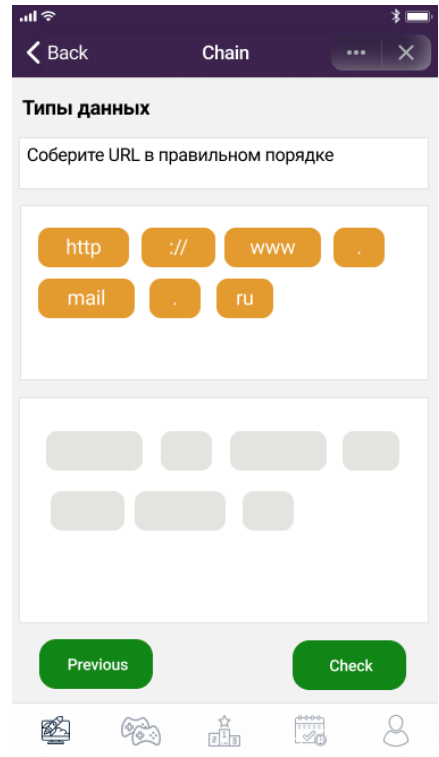 Back Chain
Типы данных
Соберите URL в правильном порядке
http :// www .
mail . ru
Previous Check